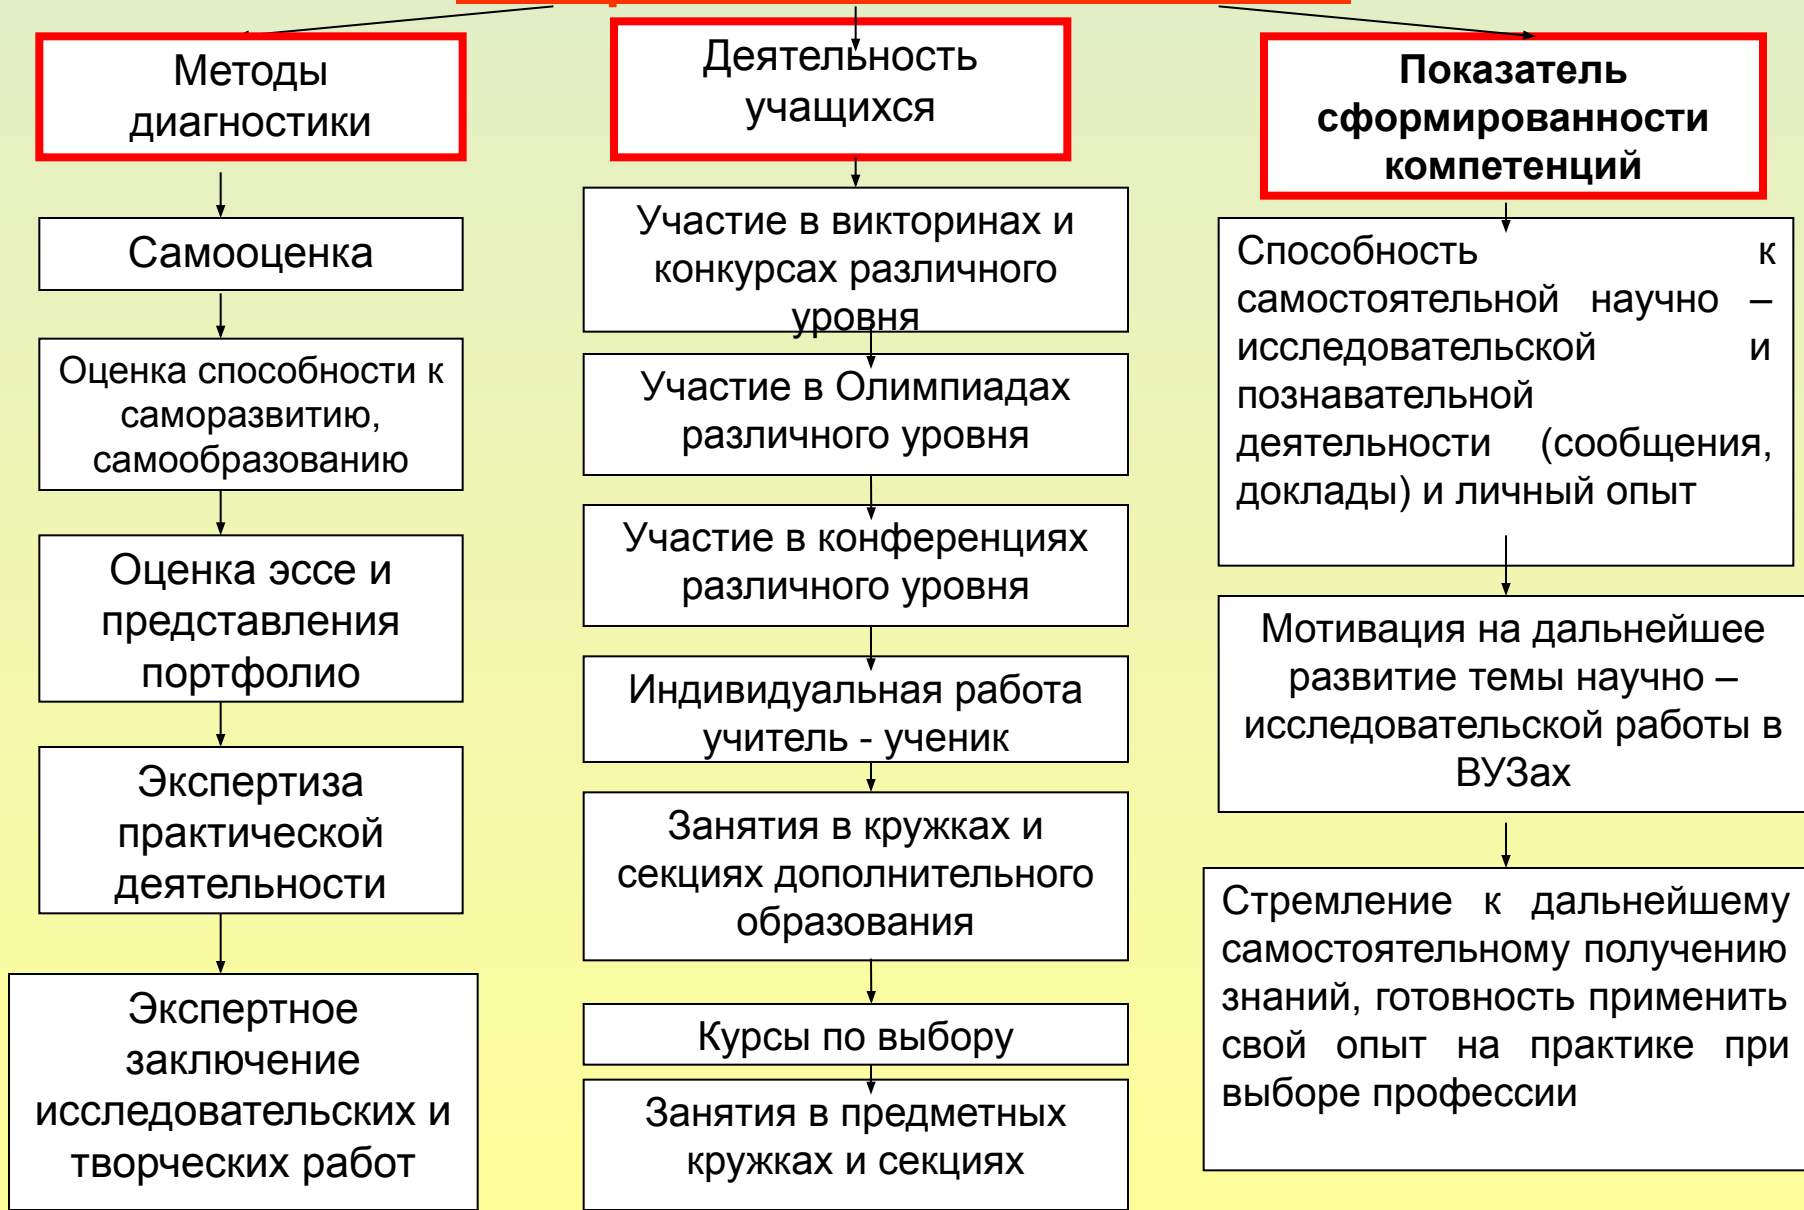 Методы
диагностики
Самооценка
Оценка способности к
саморазвитию,
самообразованию
Оценка эссе и
представления
портфолио
Экспертиза
практической
деятельности
Экспертное
заключение
исследовательских и
творческих работ
Деятельность
учащихся
Участие в викторинах и
конкурсах различного
уровня
Участие в Олимпиадах
различного уровня
Участие в конференциях
различного уровня
Индивидуальная работа
учитель - ученик
Занятия в кружках и
секциях дополнительного
образования
Курсы по выбору
Занятия в предметных
кружках и секциях
Показатель
сформированности
компетенций
Способность к
самостоятельной научно –
исследовательской и
познавательной
деятельности (сообщения,
доклады) и личный опыт
Мотивация на дальнейшее
развитие темы научно –
исследовательской работы в
ВУЗах
Стремление к дальнейшему
самостоятельному получению
знаний, готовность применить
свой опыт на практике при
выборе профессии